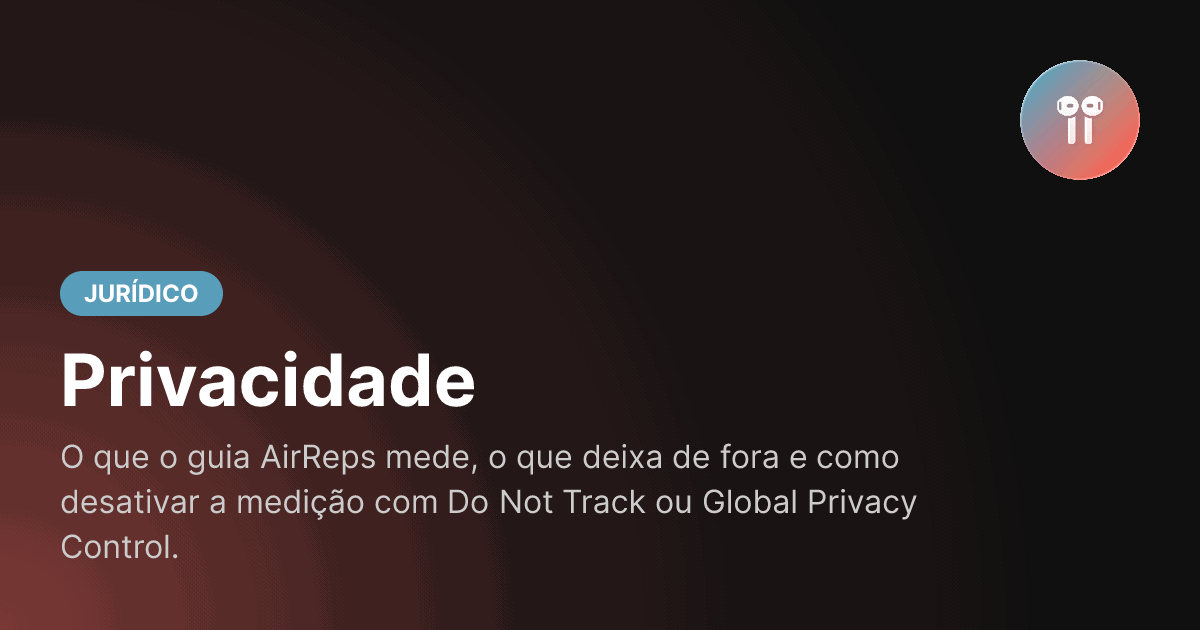 JURÍDICO
Privacidade
O que o guia AirReps mede, o que deixa de fora e como
desativar a medição com Do Not Track ou Global Privacy
Control.